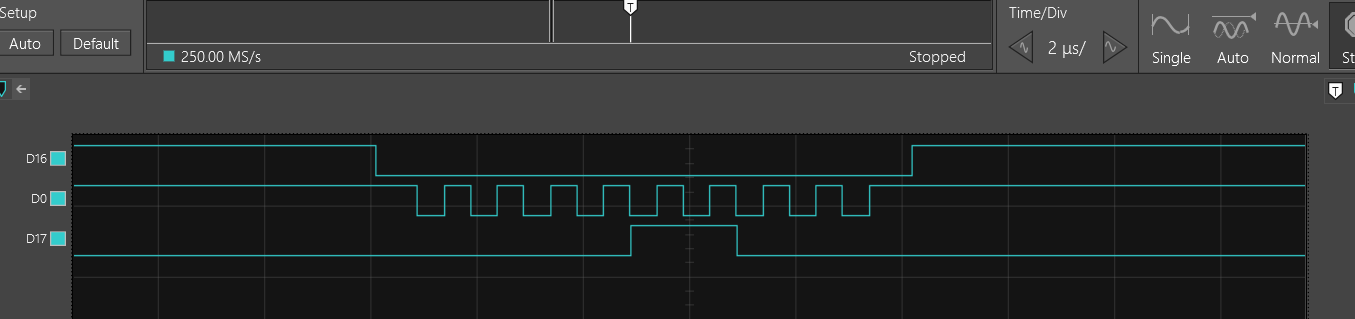 Setup
Auto
Default
T
250.00 MS/s
Stopped
Time/Div
2 µs/
Single
Auto
Normal
St
T
D16
D0
D17